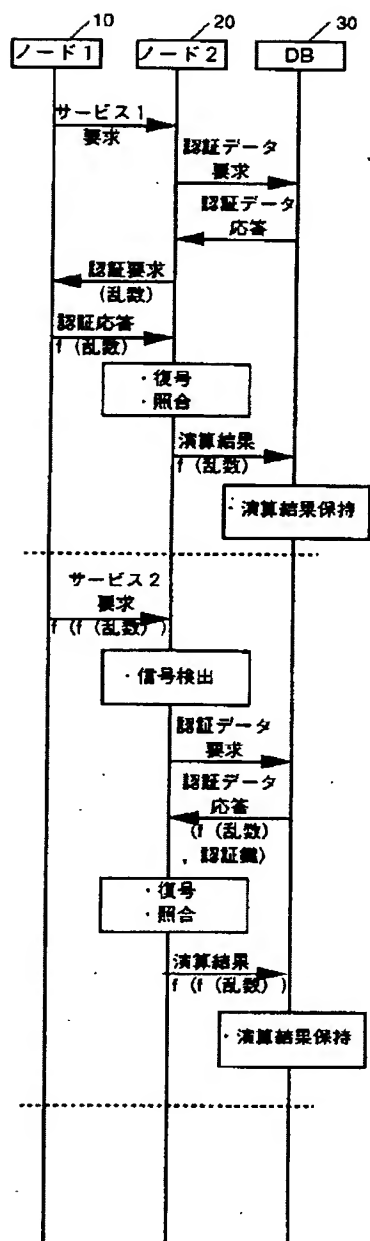 10 20 30
ノード1 ノード2 DB
サービス1
要求
認証データ
要求
認証データ
応答
認証要求
(乱数)
認証応答
f (乱数)
・復号
・照合
演算結果
f (乱数)
・演算結果保持
サービス2
要求
f (f (乱数) )
・信号検出
認証データ
要求
認証データ
応答
(f (乱数)
, 認証鍵)
・復号
・照合
演算結果
f (f (乱数) )
・演算結果保持